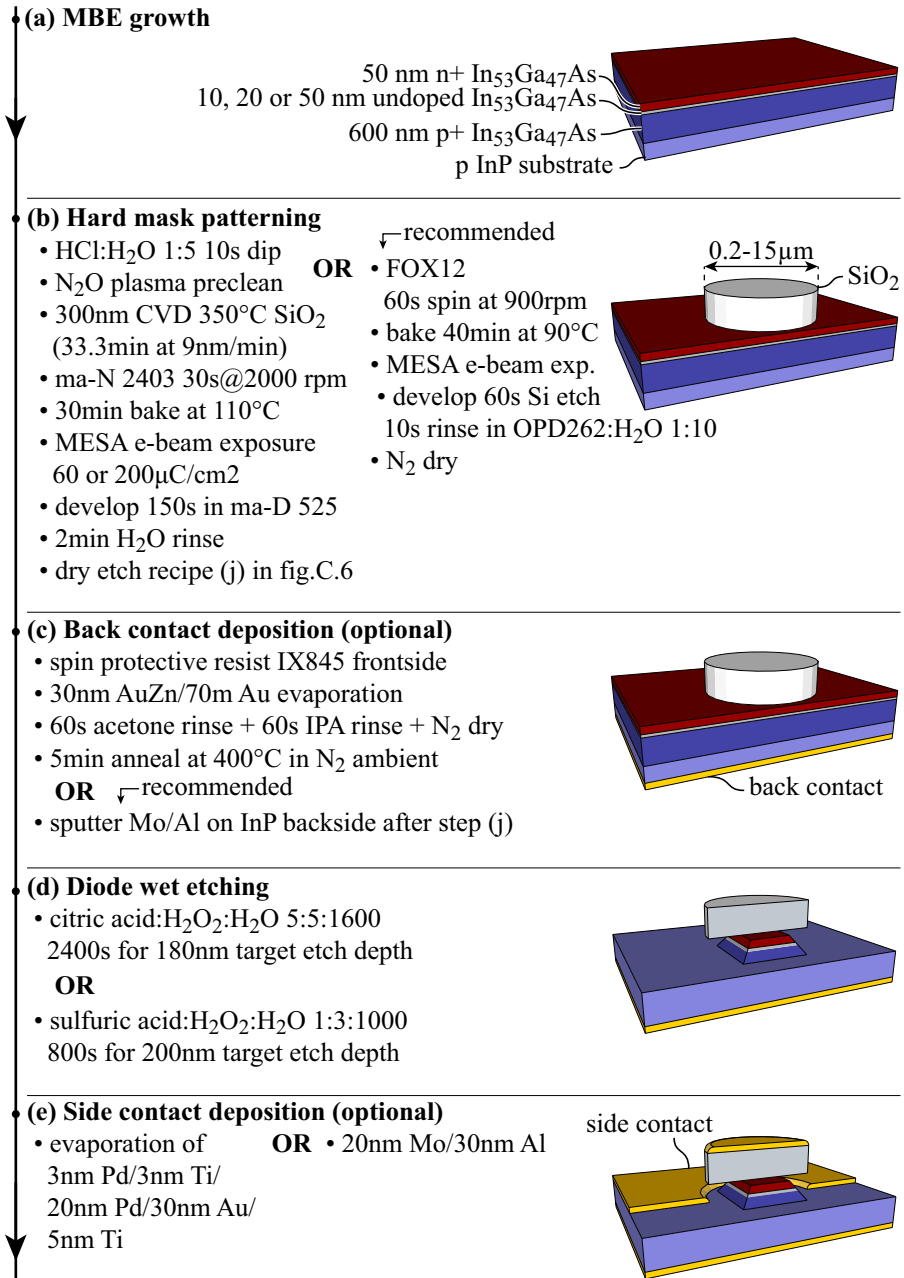 (a) MBE growth
50 nm n+ In53Ga47As
10, 20 or 50 nm undoped In53Ga47As
600 nm p+ In53Ga47As
p InP substrate
(b) Hard mask patterning
• HCl:H2O 1:5 10s dip
• N2O plasma preclean
• 300nm CVD 350°C SiO2
(33.3min at 9nm/min)
• ma-N 2403 30s@2000 rpm
• 30min bake at 110°C
• MESA e-beam exposure
60 or 200μC/cm2
• develop 150s in ma-D 525
• 2min H2O rinse
• dry etch recipe (j) in fig.C.6
OR
recommended
• FOX12
60s spin at 900rpm
• bake 40min at 90°C
• MESA e-beam exp.
• develop 60s Si etch
10s rinse in OPD262:H2O 1:10
• N2 dry
0.2-15μm
SiO2
(c) Back contact deposition (optional)
• spin protective resist IX845 frontside
• 30nm AuZn/70m Au evaporation
• 60s acetone rinse + 60s IPA rinse + N2 dry
• 5min anneal at 400°C in N2 ambient
OR recommended
• sputter Mo/Al on InP backside after step (j)
back contact
(d) Diode wet etching
• citric acid:H2O2:H2O 5:5:1600
2400s for 180nm target etch depth
OR
• sulfuric acid:H2O2:H2O 1:3:1000
800s for 200nm target etch depth
(e) Side contact deposition (optional)
• evaporation of
3nm Pd/3nm Ti/
20nm Pd/30nm Au/
5nm Ti
OR • 20nm Mo/30nm Al
side contact